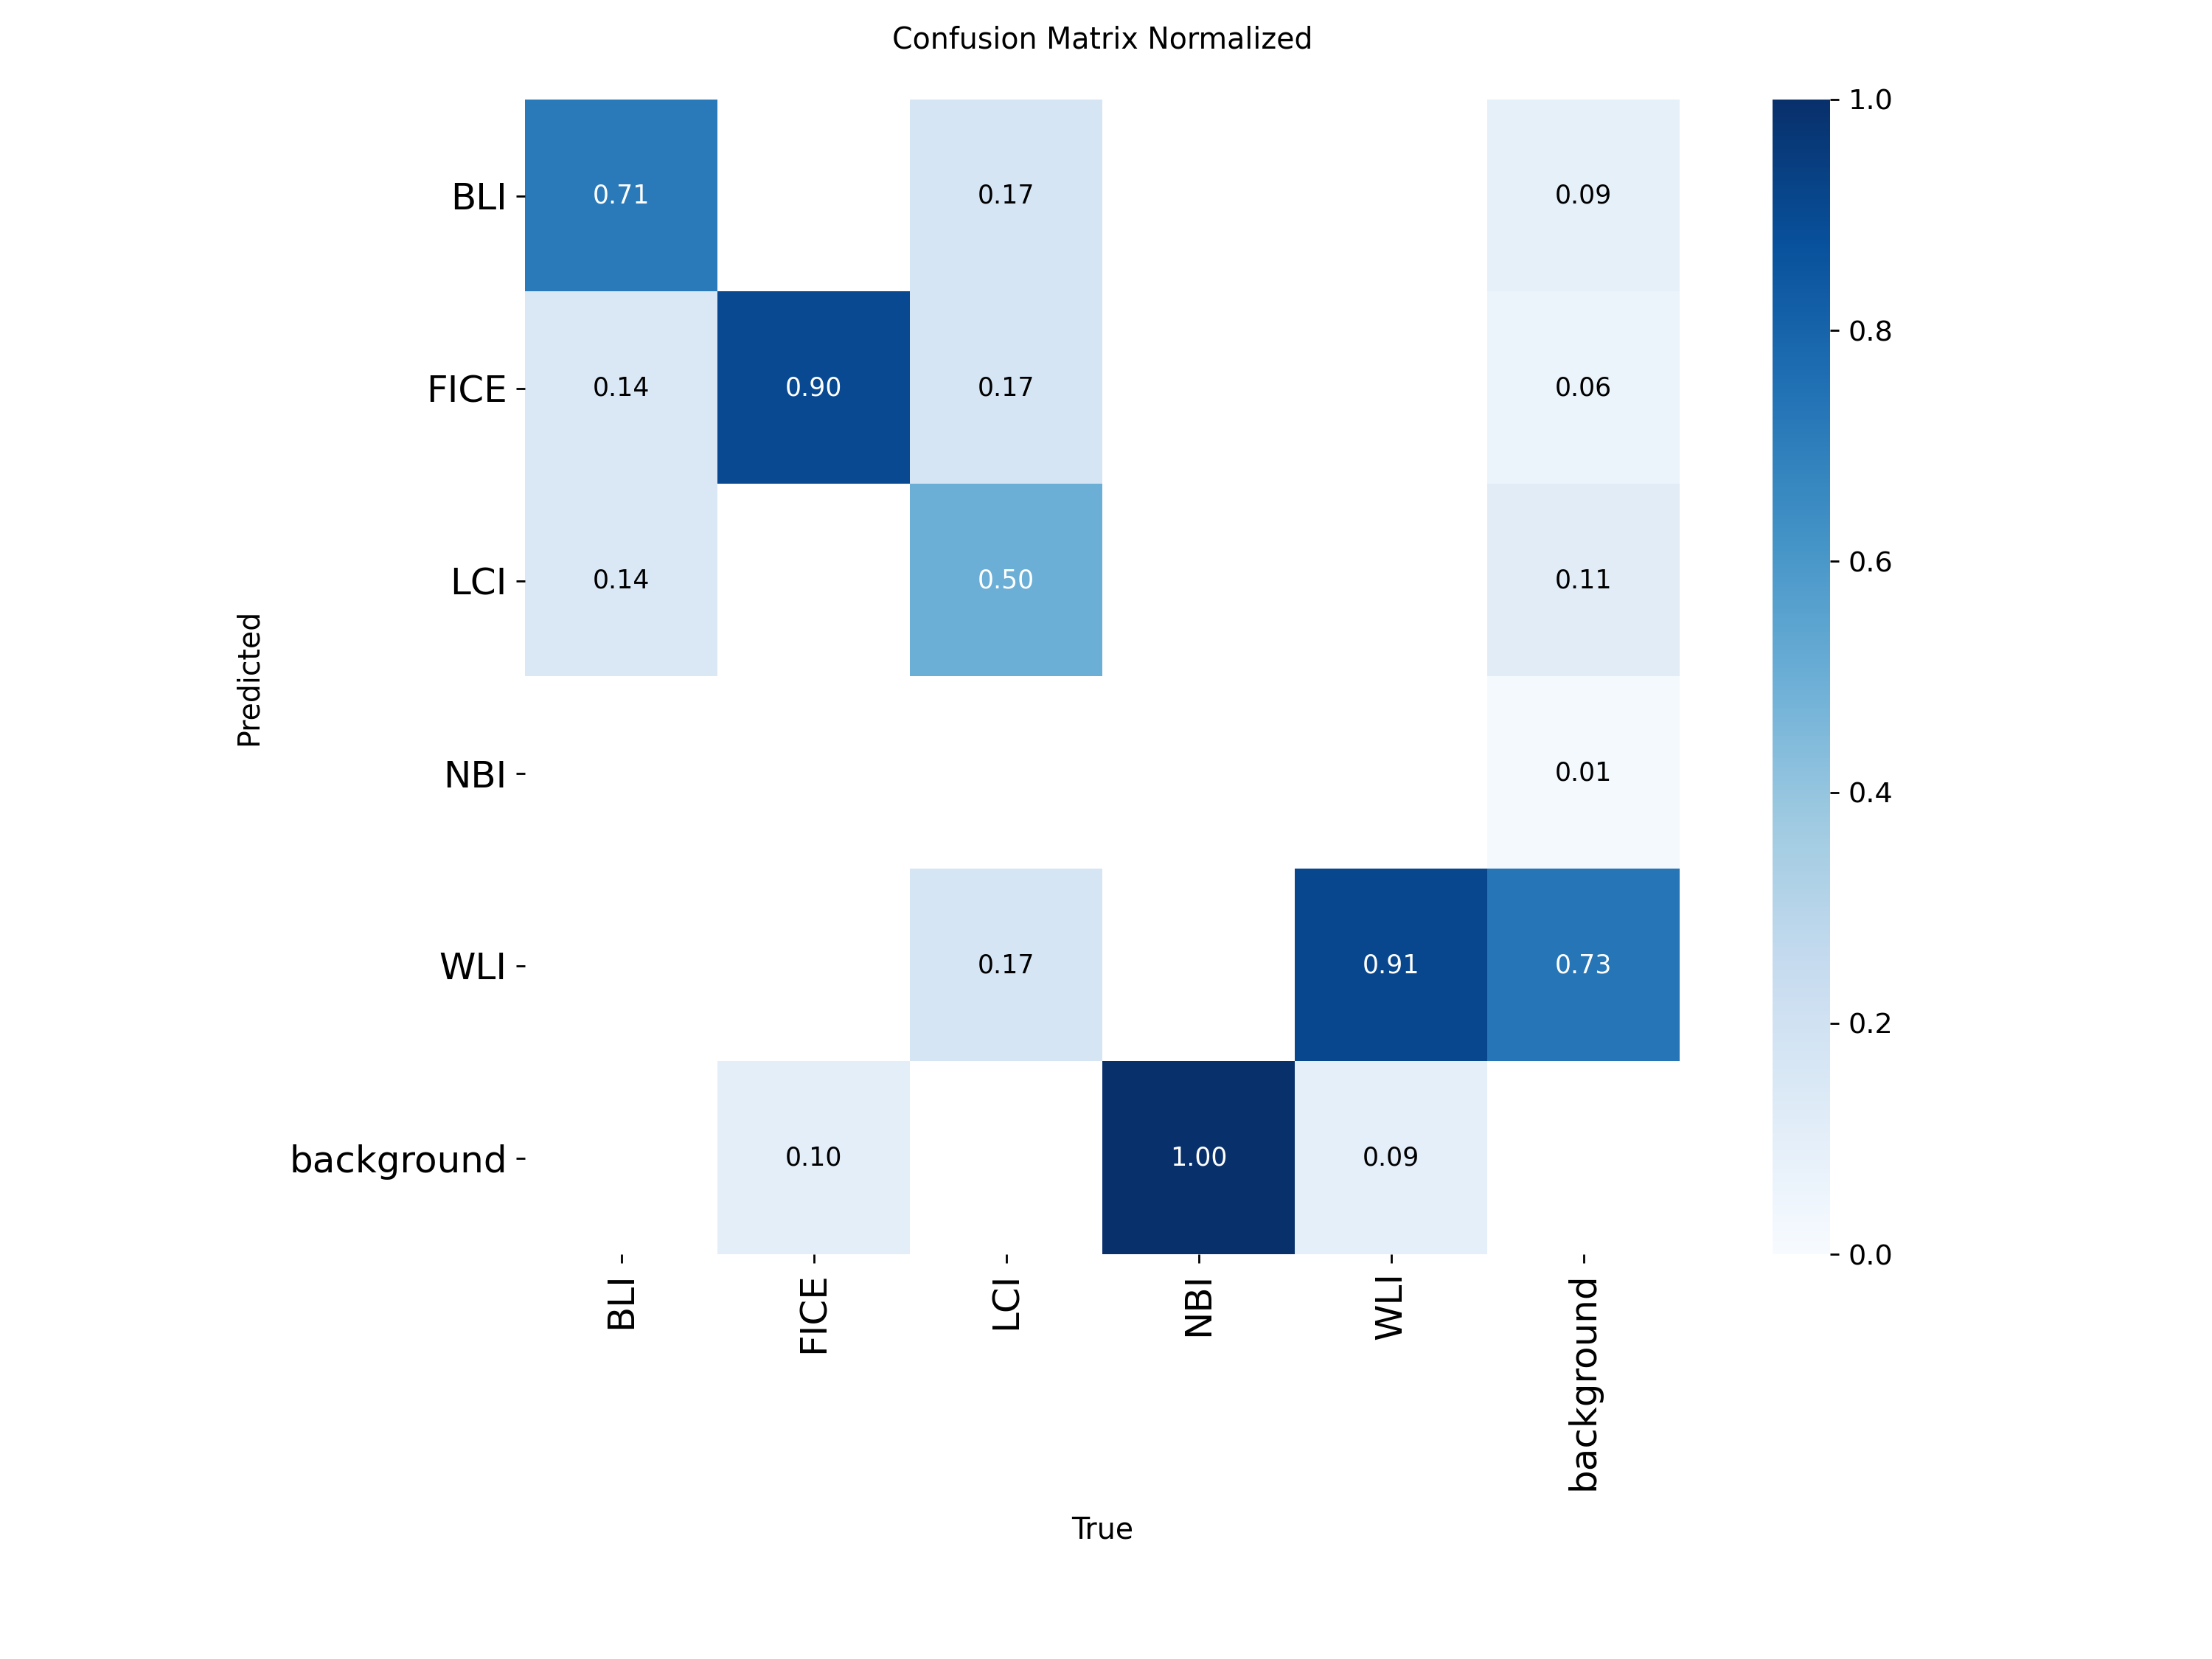 Confusion Matrix Normalized
BLI 0.71 0.17 0.09
FICE 0.14 0.90 0.17 0.06
LCI 0.14 0.50 0.11
NBI 0.01
WLI 0.17 0.91 0.73
background 0.10 1.00 0.09
Predicted
BLI FICE LCI NBI WLI background
True
1.0
0.8
0.6
0.4
0.2
0.0